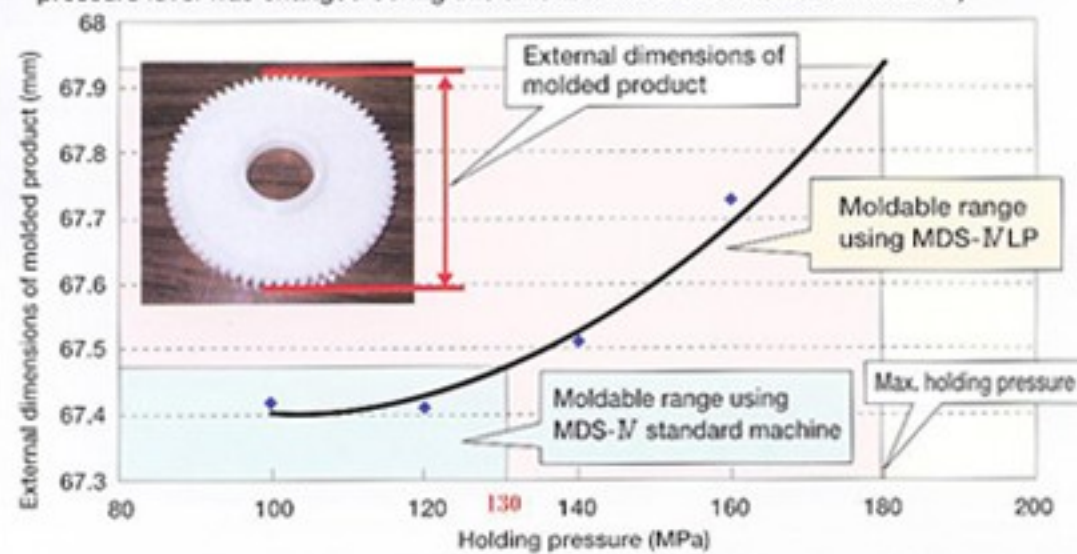 68
67.9
67.8
67.7
67.6
67.5
67.4
67.3
External dimensions of molded product (mm)
External dimensions of
molded product
Moldable range
using MDS-Ⅳ LP
Moldable range using
MDS-Ⅳ standard machine
Max. holding pressure
80
100
120
130
140
160
180
200
Holding pressure (MPa)